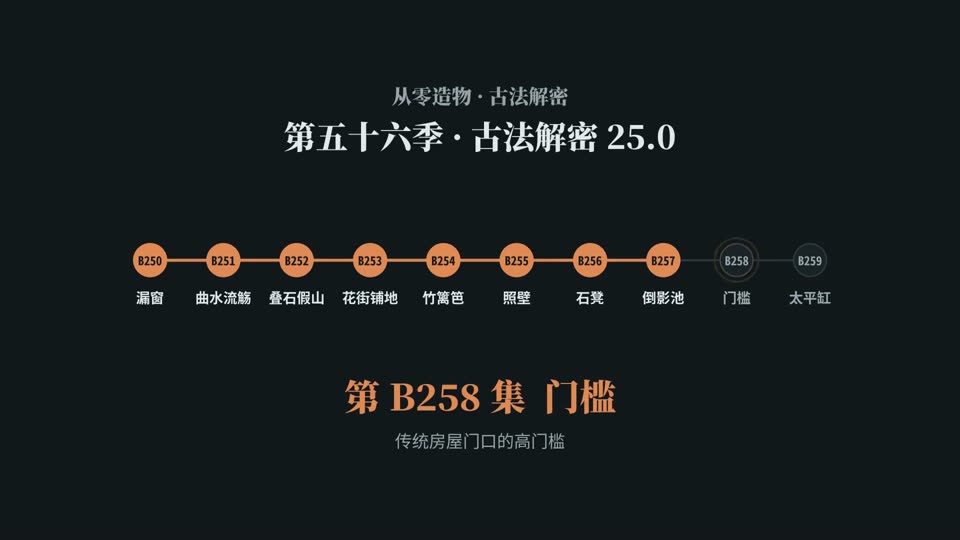 从零造物 · 古法解密
第五十六季 · 古法解密 25.0
B250 B251 B252 B253 B254 B255 B256 B257 B258 B259
漏窗 曲水流觞 叠石假山 花街铺地 竹篱笆 照壁 石凳 倒影池 门槛 太平缸
第 B258 集 门槛
传统房屋门口的高门槛